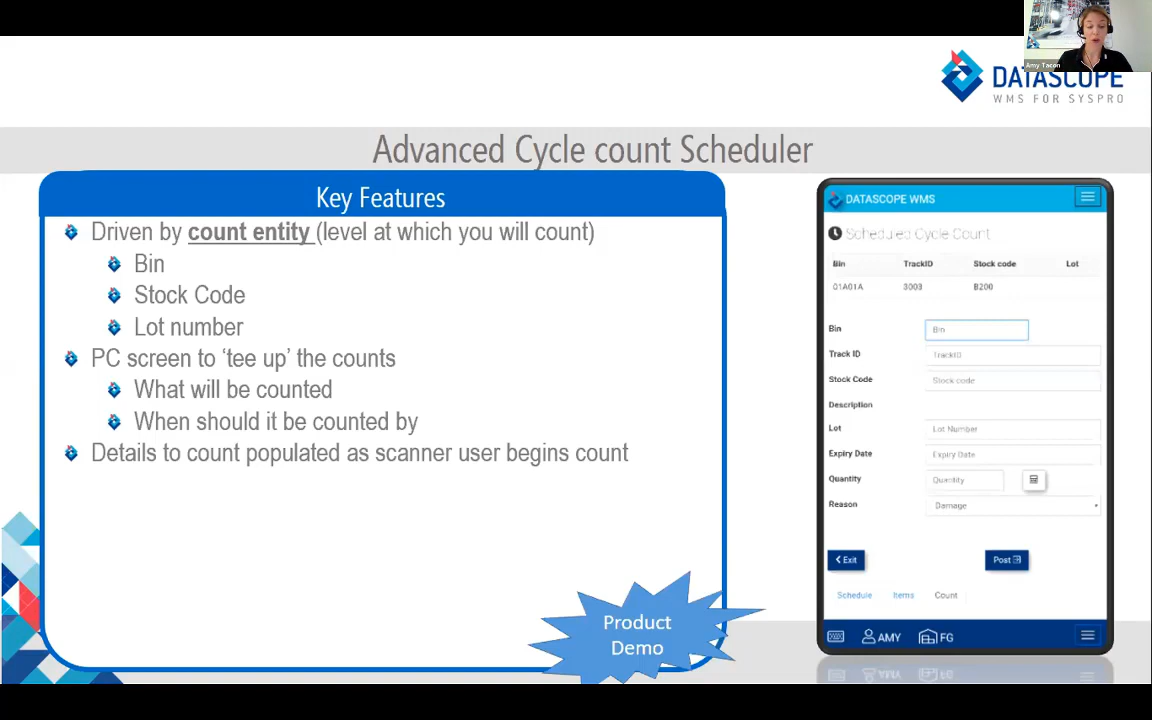 Amy Tacon
DATASCOPE
WMS FOR SYSPRO
Advanced Cycle count Scheduler
Key Features
Driven by count entity (level at which you will count)
Bin
Stock Code
Lot number
PC screen to ‘tee up’ the counts
What will be counted
When should it be counted by
Details to count populated as scanner user begins count
Product
Demo
DATASCOPE WMS
Scheduled Cycle Count
Bin TrackID Stock code Lot
01A01A 3003 B200
Bin Bin
Track ID TrackID
Stock Code Stock code
Description
Lot Lot Number
Expiry Date Expiry Date
Quantity Quantity
Reason Damage
Exit Post
Schedule Items Count
AMY FG